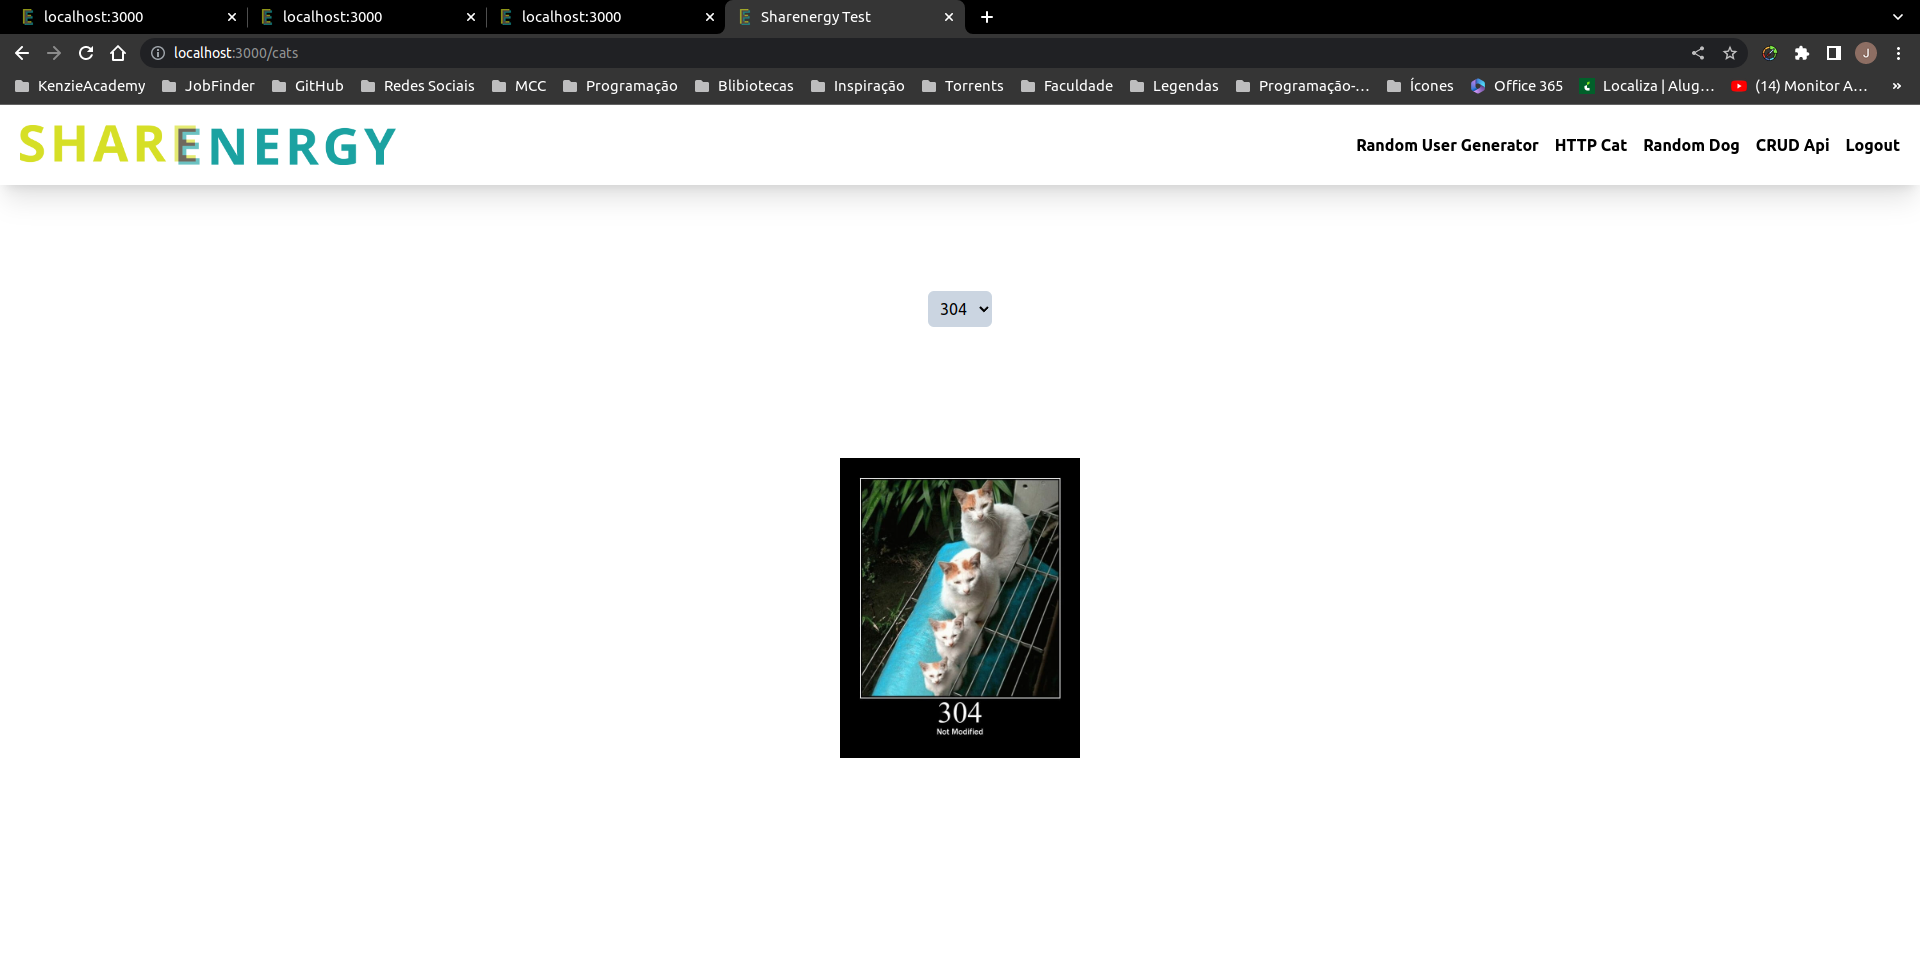 localhost:3000 localhost:3000 localhost:3000 Sharenergy Test
localhost:3000/cats J
KenzieAcademy JobFinder GitHub Redes Sociais MCC Programação Blibiotecas Inspiração Torrents Faculdade Legendas Programação-... Ícones Office 365 Localiza | Alug... (14) Monitor A... »
SHARENERGY Random User Generator HTTP Cat Random Dog CRUD Api Logout
304
304
Not Modified